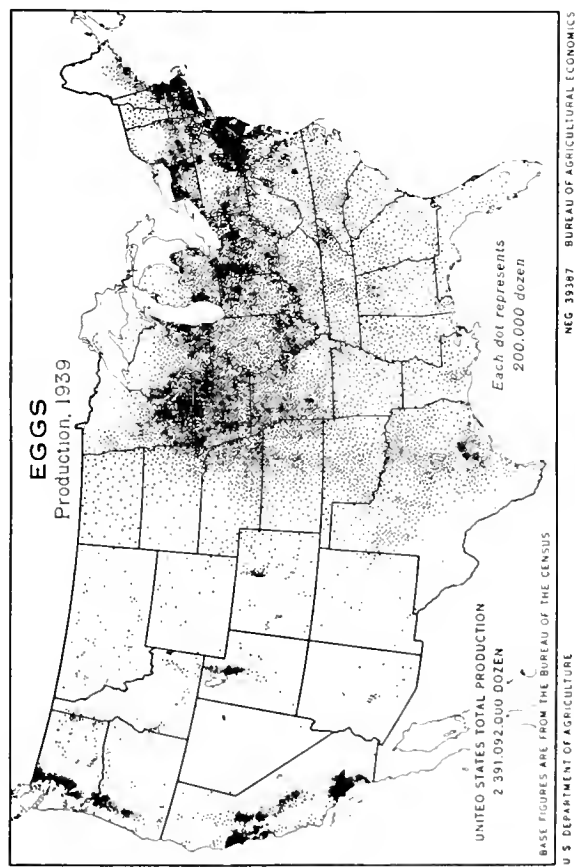 EGGS
Production, 1939
Each dot represents
200,000 dozen
UNITED STATES TOTAL PRODUCTION
2 391.092.000 DOZEN
BASE FIGURES ARE FROM THE BUREAU OF THE CENSUS
U S DEPARTMENT OF AGRICULTURE
NEG 39387 BUREAU OF AGRICULTURAL ECONOMICS